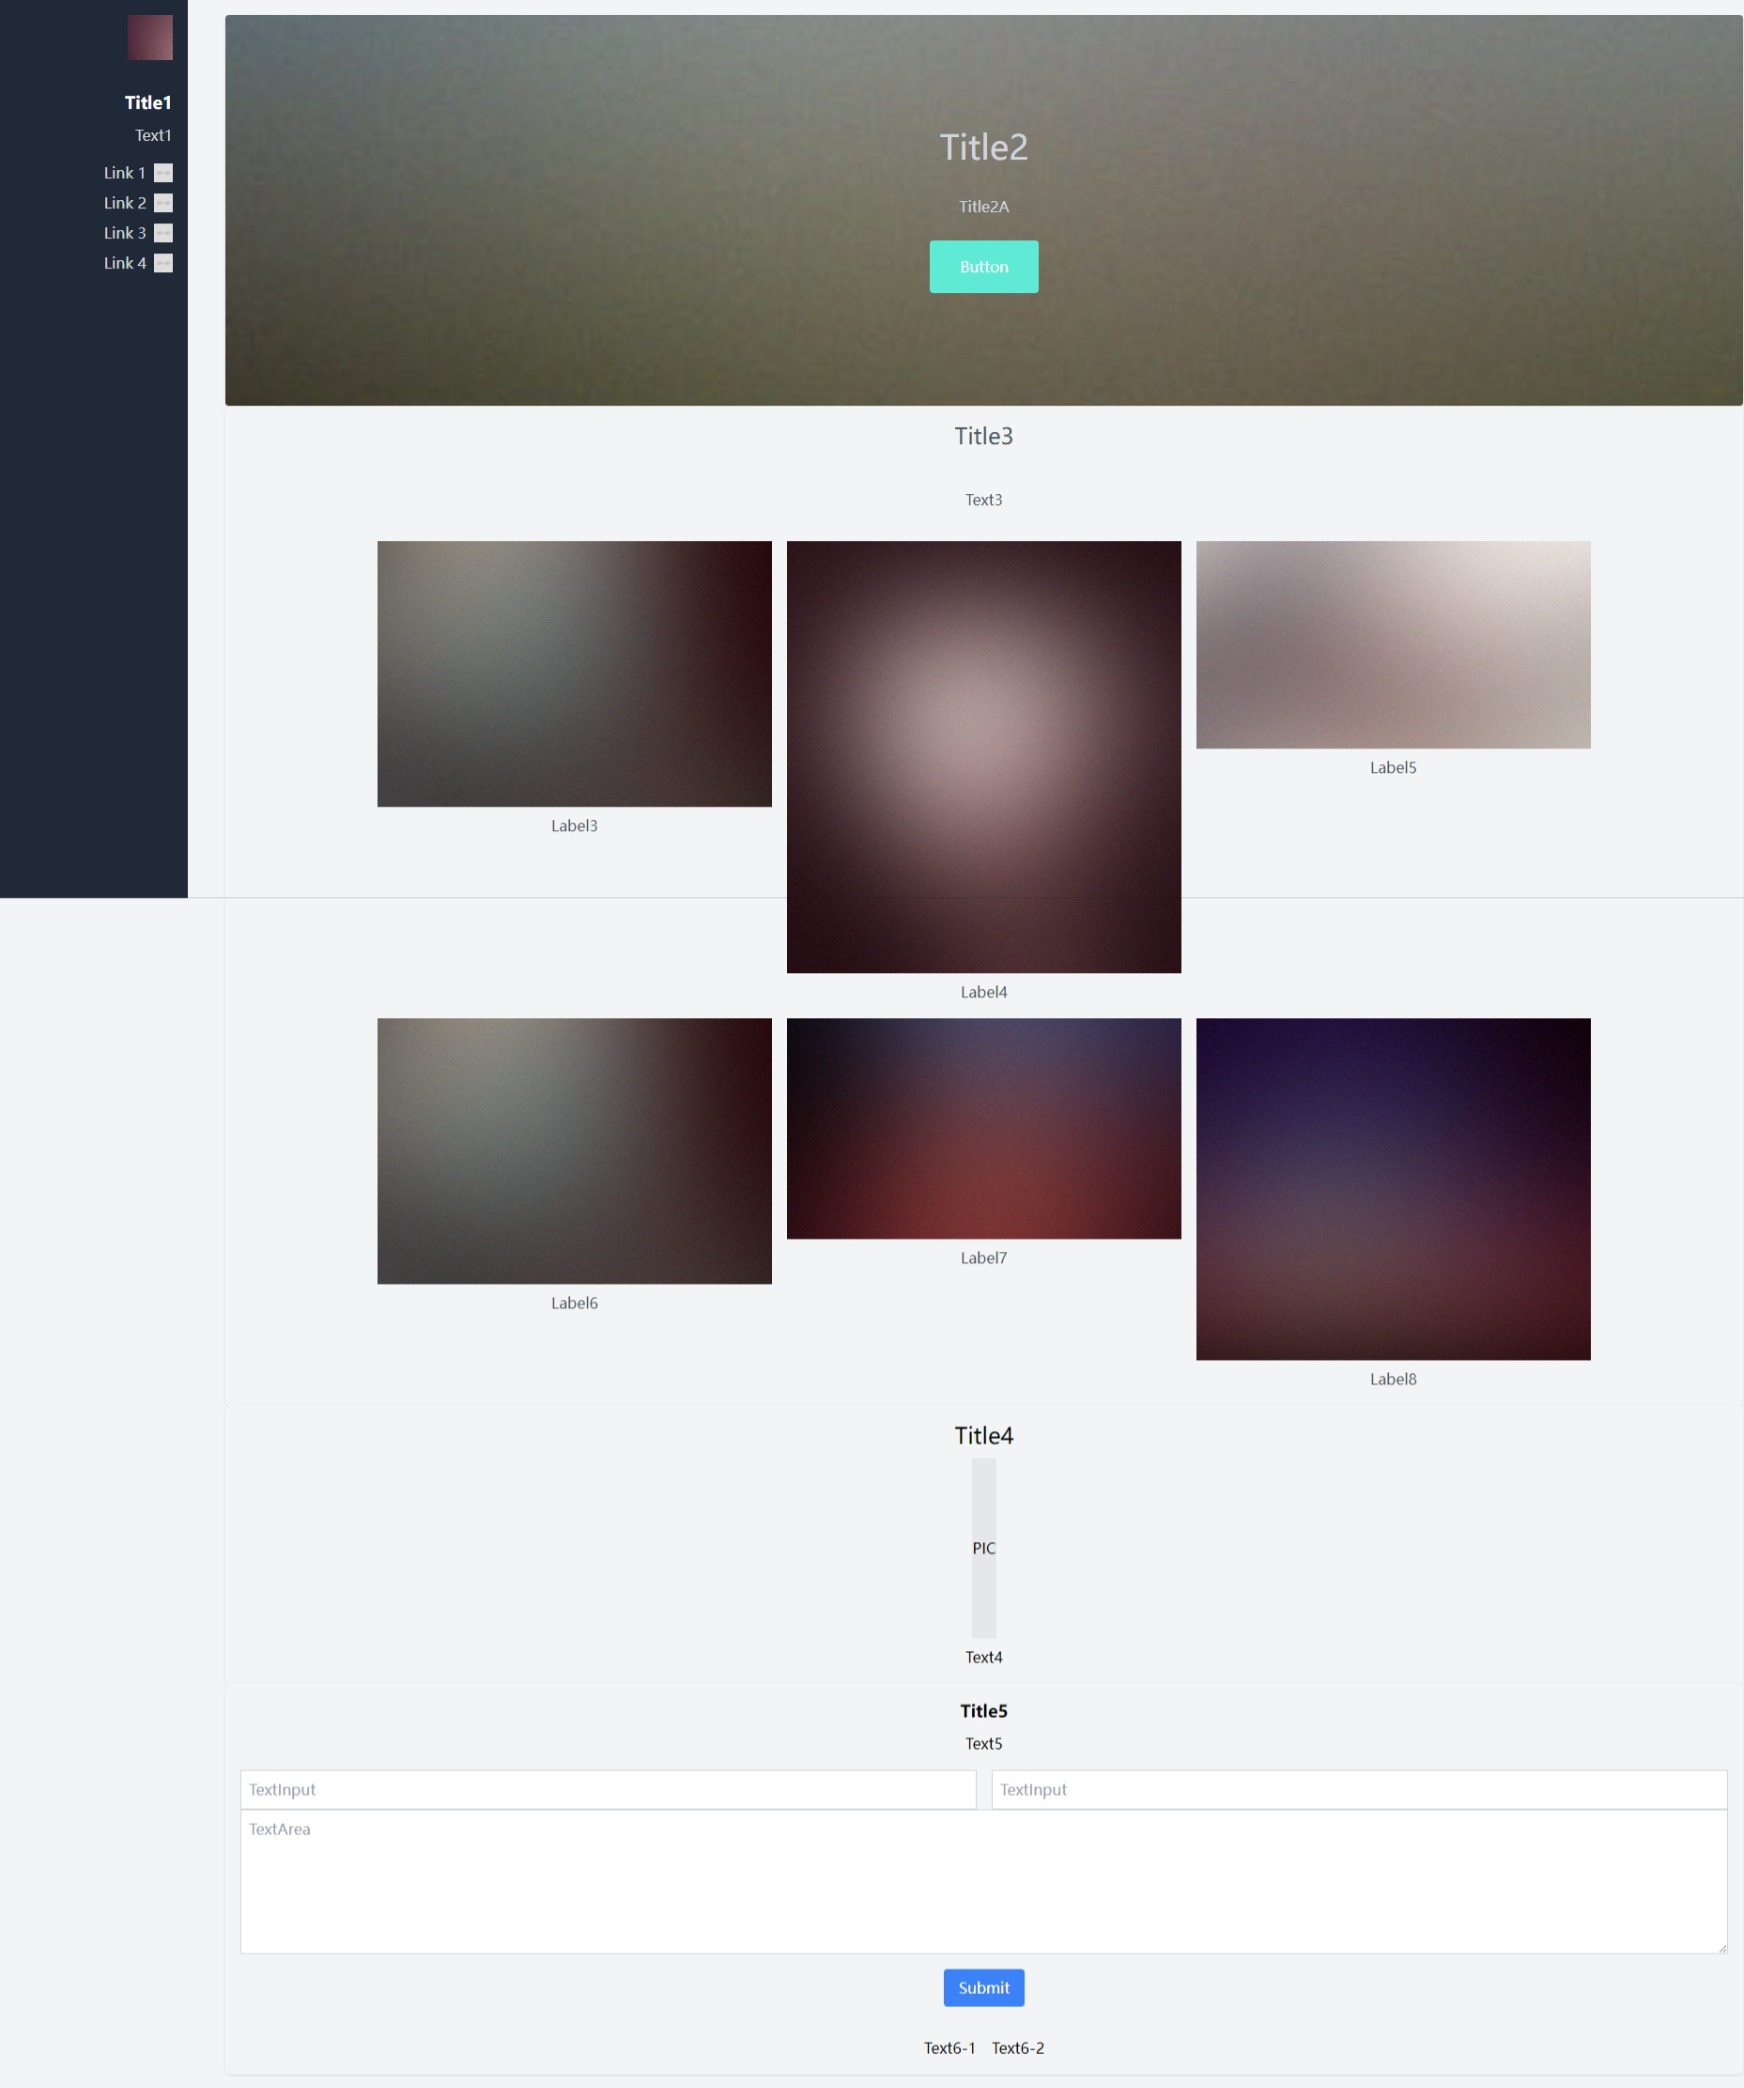 Title1
Text1
Link 1
Link 2
Link 3
Link 4
Title2
Title2A
Button
Title3
Text3
Label3
Label4
Label5
Label6
Label7
Label8
Title4
PIC
Text4
Title5
Text5
TextInput
TextInput
TextArea
Submit
Text6-1 Text6-2